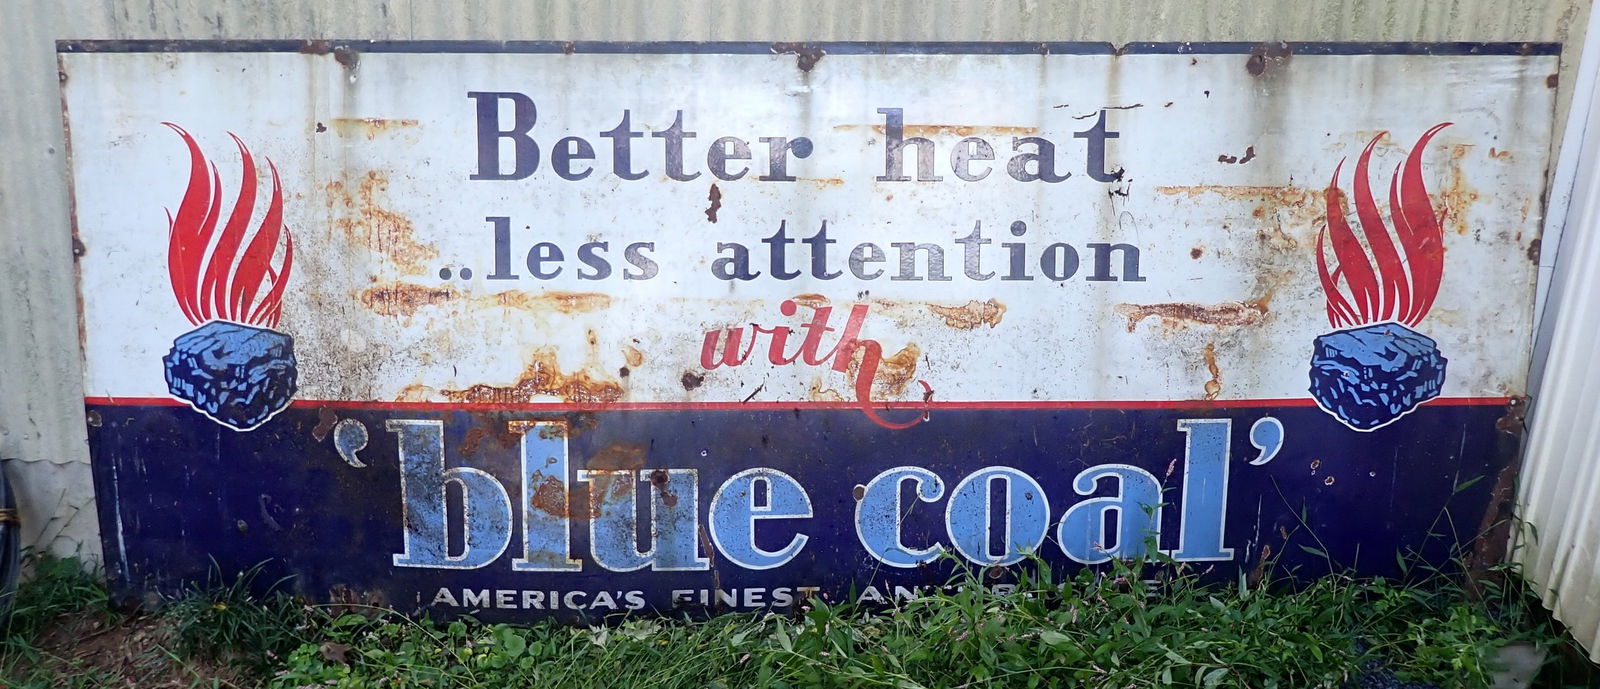 Better heat
..less attention
with
'blue coal'
AMERICA'S FINEST